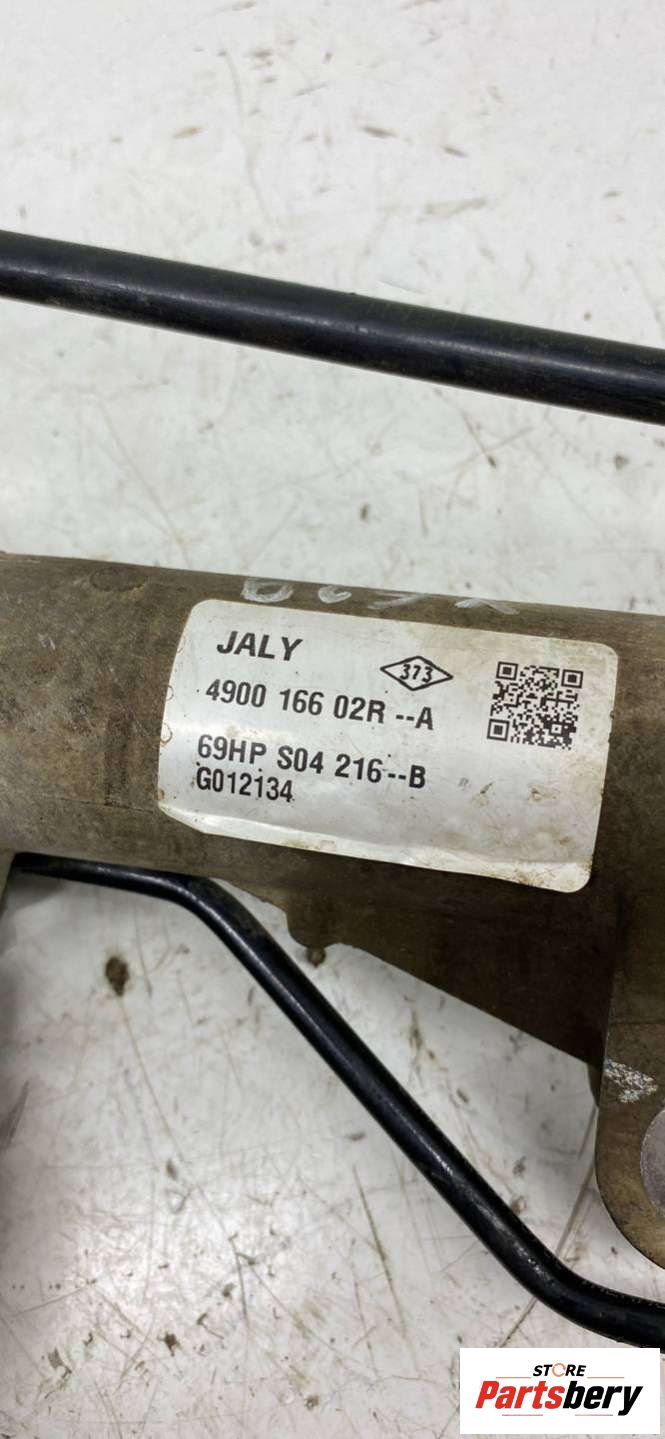 JALY
373
4900 166 02R --A
69HP S04 216--B
G012134
STORE
Partsbery